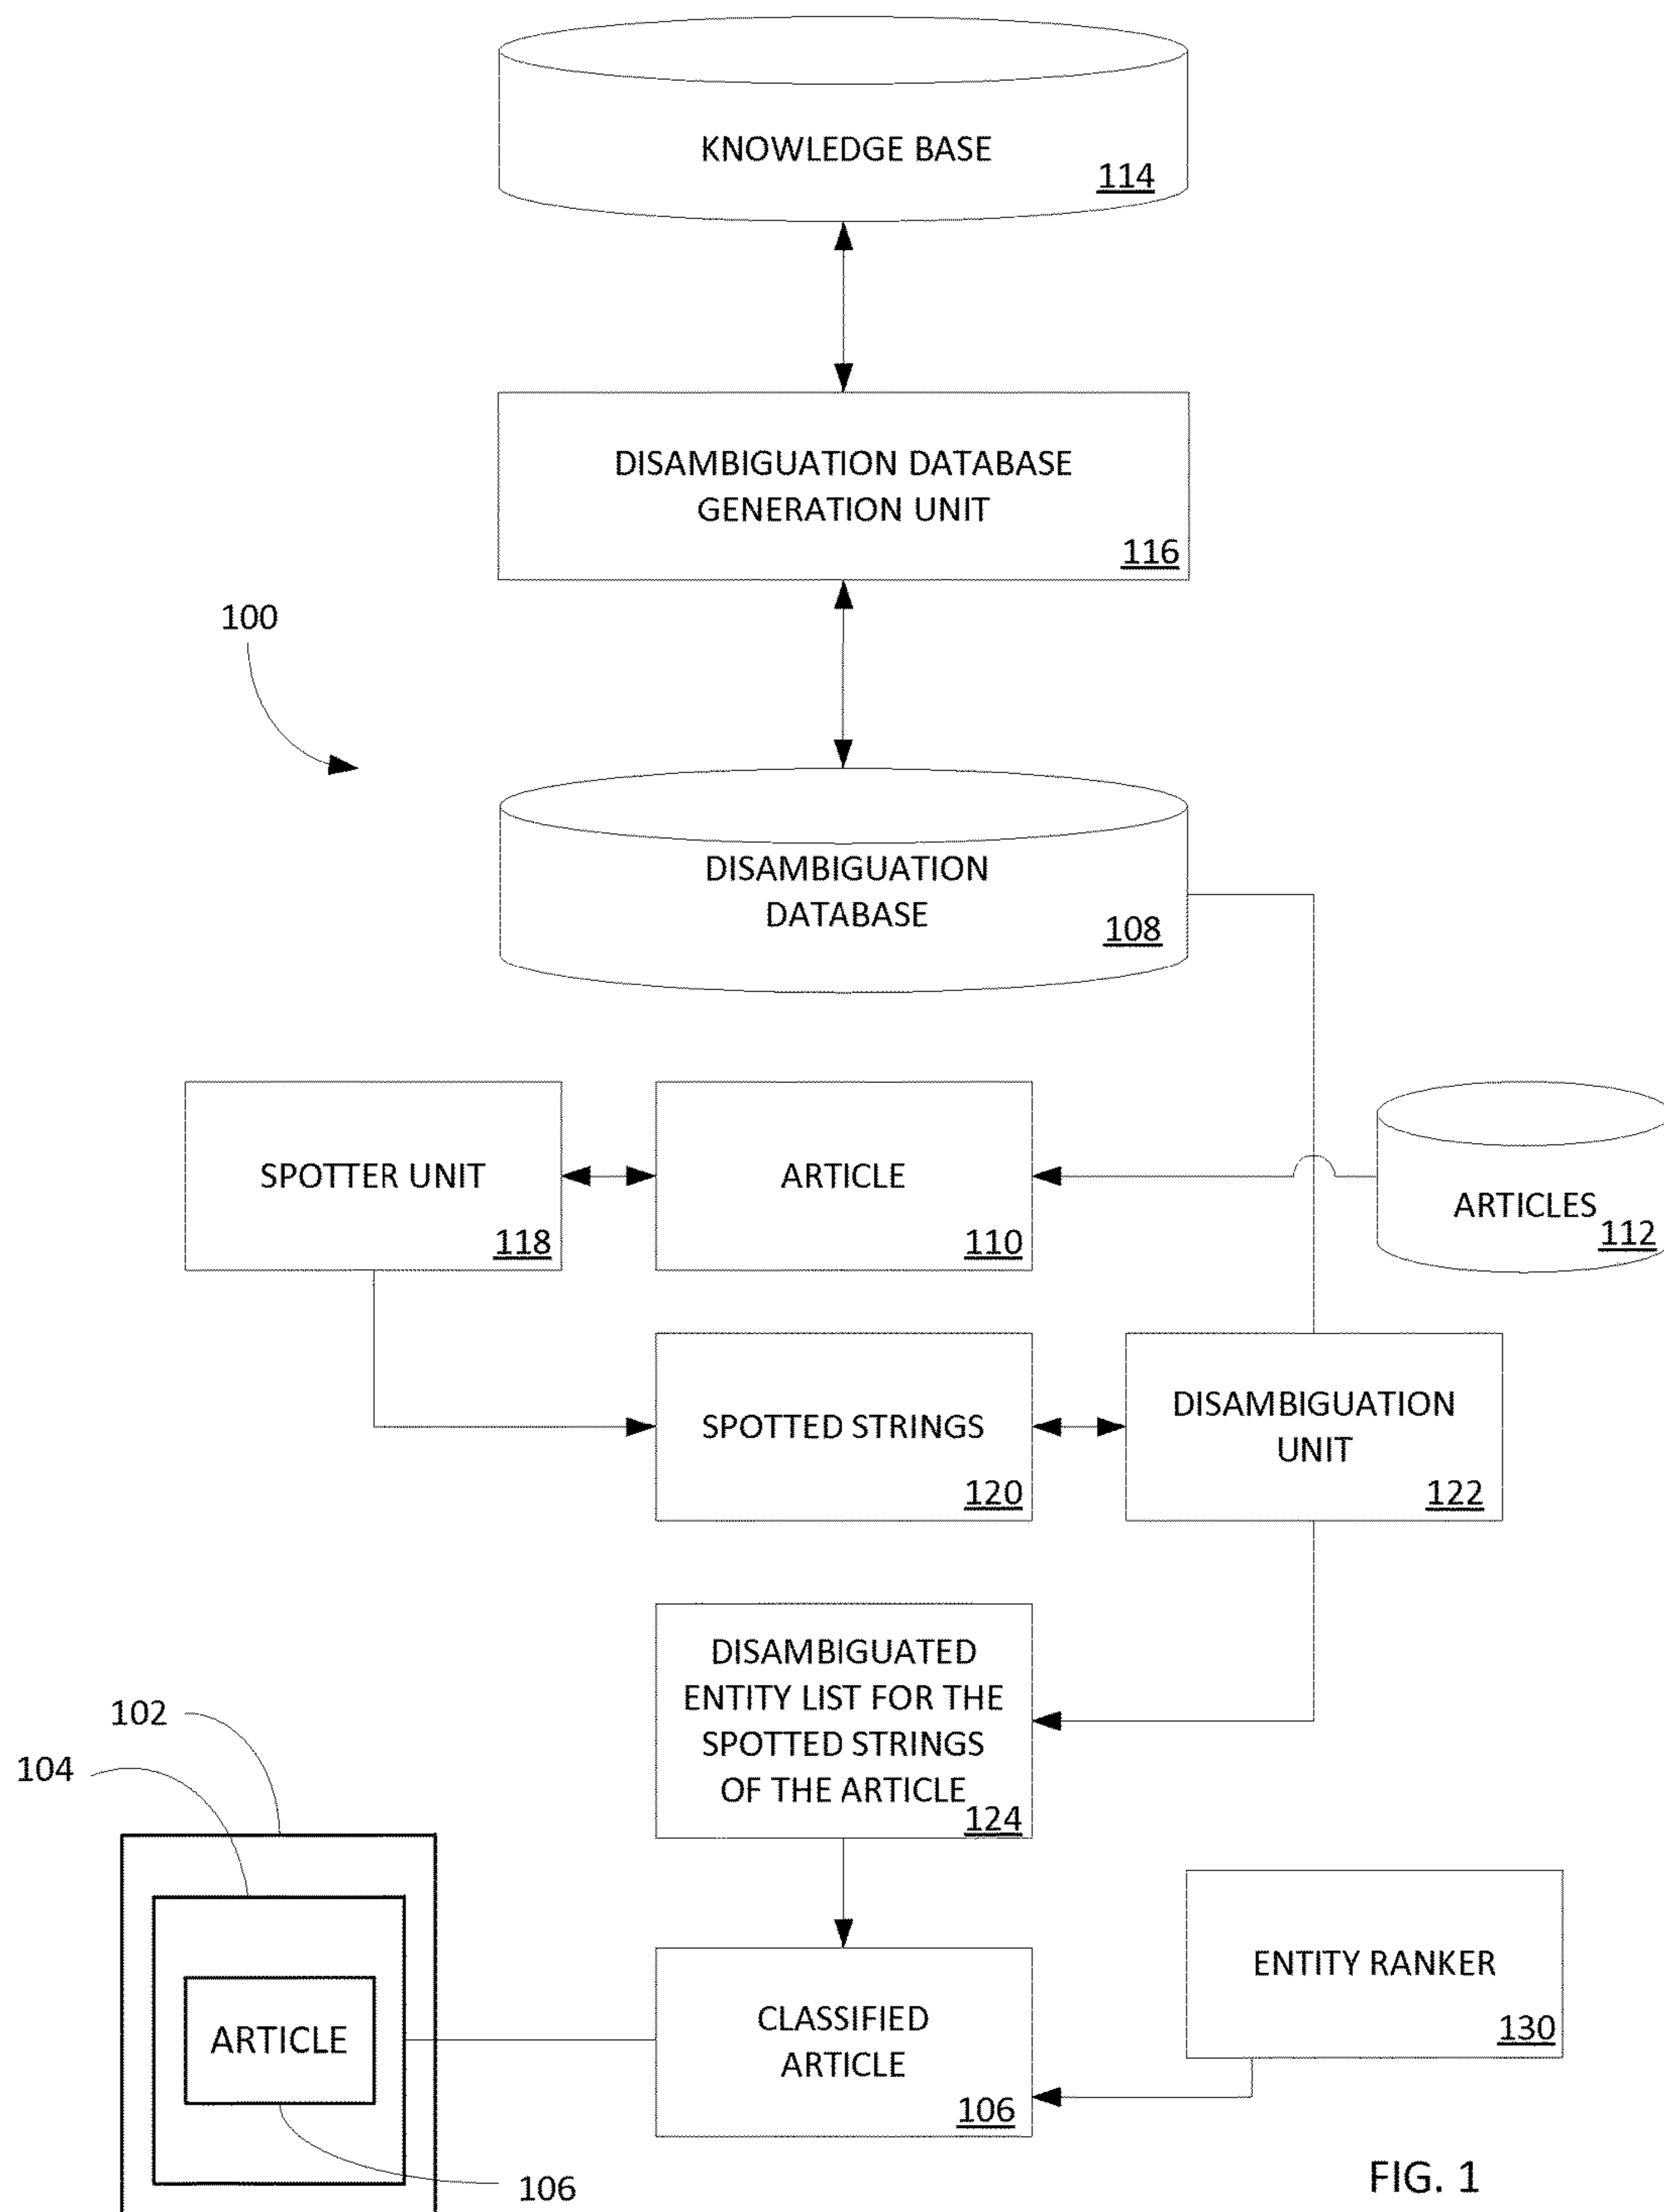 KNOWLEDGE BASE
114
DISAMBIGUATION DATABASE
GENERATION UNIT
116
100
DISAMBIGUATION
DATABASE
108
SPOTTER UNIT
118
ARTICLE
110
ARTICLES
112
SPOTTED STRINGS
120
DISAMBIGUATION
UNIT
122
DISAMBIGUATED
ENTITY LIST FOR THE
SPOTTED STRINGS
OF THE ARTICLE
124
102
104
ARTICLE
106
CLASSIFIED
ARTICLE
106
ENTITY RANKER
130
FIG. 1